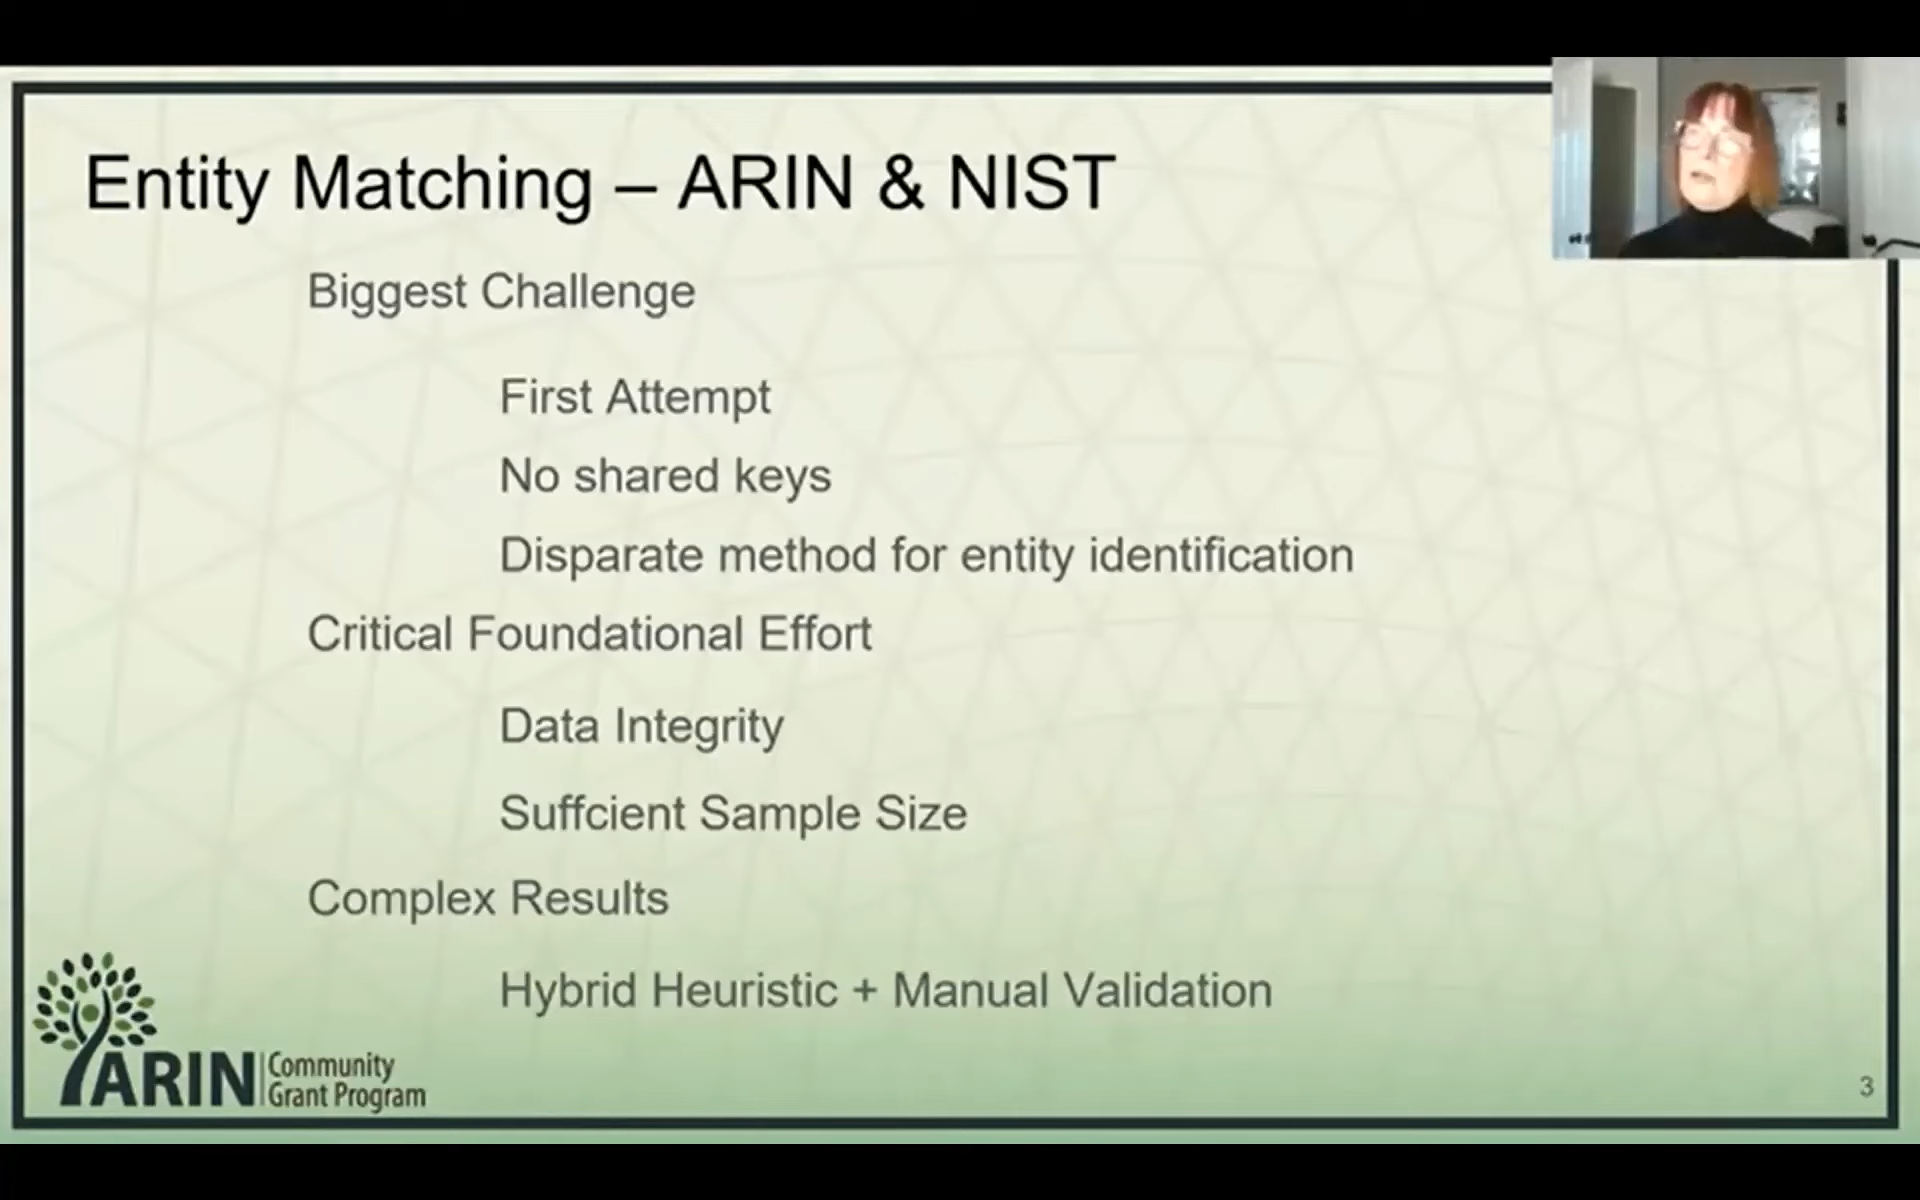 Entity Matching – ARIN & NIST
Biggest Challenge
First Attempt
No shared keys
Disparate method for entity identification
Critical Foundational Effort
Data Integrity
Suffcient Sample Size
Complex Results
Hybrid Heuristic + Manual Validation
ARIN
Community
Grant Program
3